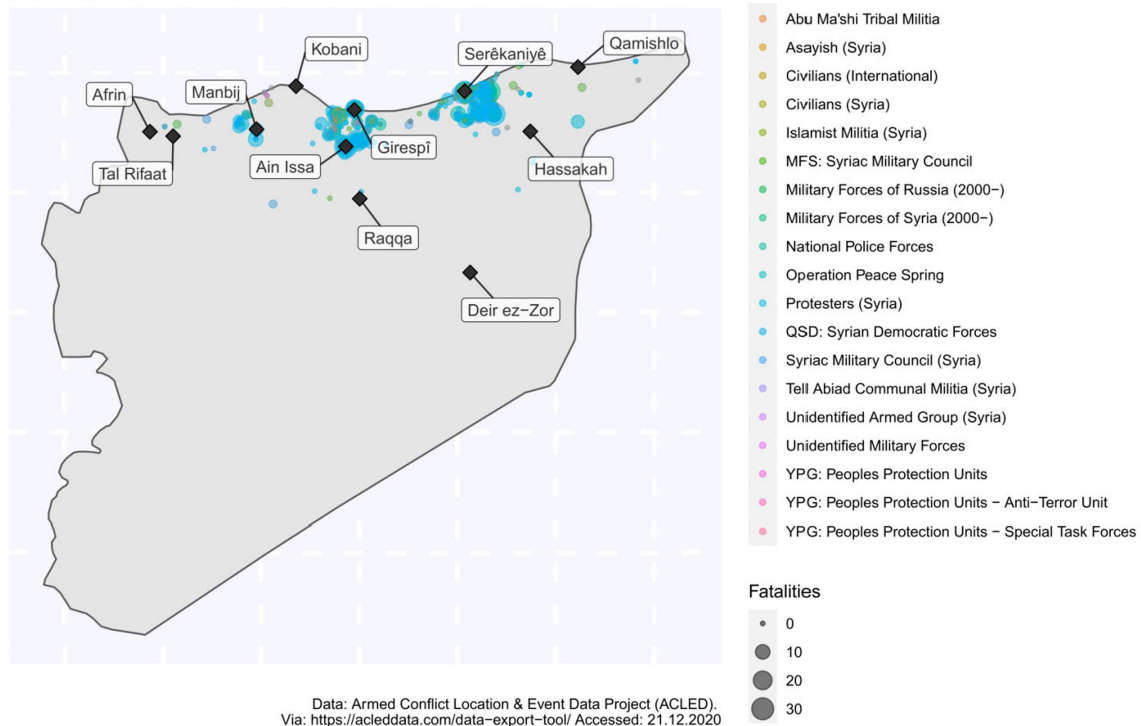 Kobani
Serêkaniyê
Qamishlo
Afrin
Manbij
Tal Rifaat
Ain Issa
Girespî
Hassakah
Raqqa
Deir ez−Zor
Abu Ma'shi Tribal Militia
Asayish (Syria)
Civilians (International)
Civilians (Syria)
Islamist Militia (Syria)
MFS: Syriac Military Council
Military Forces of Russia (2000−)
Military Forces of Syria (2000−)
National Police Forces
Operation Peace Spring
Protesters (Syria)
QSD: Syrian Democratic Forces
Syriac Military Council (Syria)
Tell Abiad Communal Militia (Syria)
Unidentified Armed Group (Syria)
Unidentified Military Forces
YPG: Peoples Protection Units
YPG: Peoples Protection Units − Anti−Terror Unit
YPG: Peoples Protection Units − Special Task Forces
Fatalities
0
10
20
30
Data: Armed Conflict Location & Event Data Project (ACLED).
Via: https://acleddata.com/data−export−tool/ Accessed: 21.12.2020